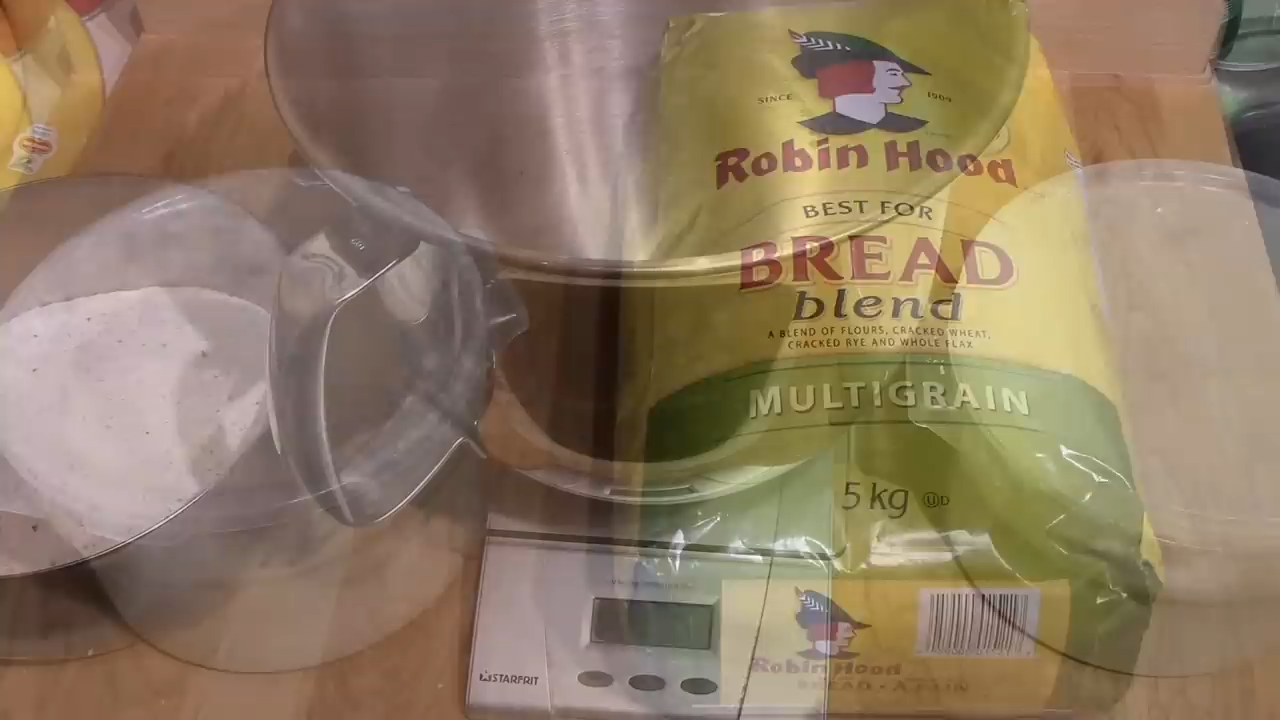 SINCE 1909
Robin Hood
BEST FOR
BREAD
blend
A BLEND OF FLOURS, CRACKED WHEAT,
CRACKED RYE AND WHOLE FLAX
MULTIGRAIN
5 kg UD
STARFRIT
Robin Hood